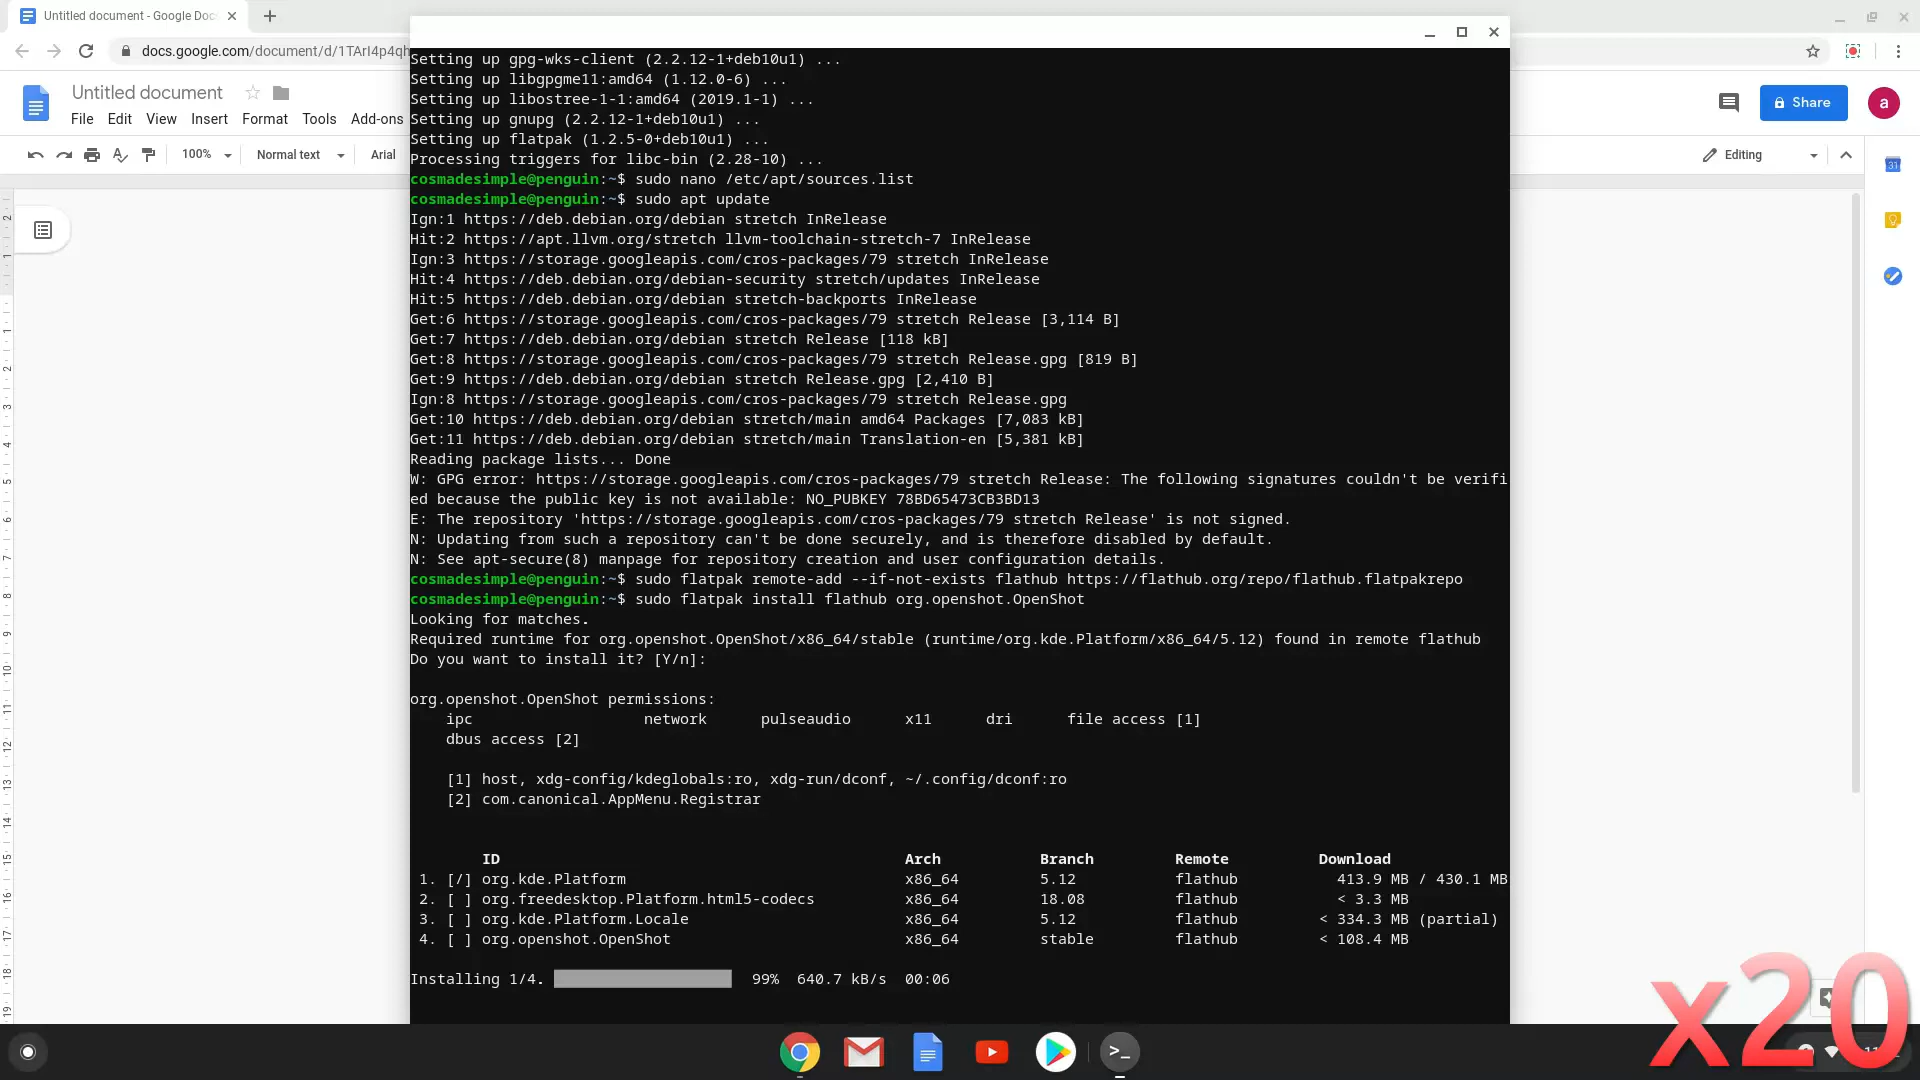 Untitled document - Google Doc
docs.google.com/document/d/1TArI4p4qh
Untitled document
File Edit View Insert Format Tools Add-ons
Share
a
100% Normal text Arial
Editing
31
Setting up gpg-wks-client (2.2.12-1+deb10u1) ...
Setting up libgpgme11:amd64 (1.12.0-6) ...
Setting up libostree-1-1:amd64 (2019.1-1) ...
Setting up gnupg (2.2.12-1+deb10u1) ...
Setting up flatpak (1.2.5-0+deb10u1) ...
Processing triggers for libc-bin (2.28-10) ...
cosmadesimple@penguin:~$ sudo nano /etc/apt/sources.list
cosmadesimple@penguin:~$ sudo apt update
Ign:1 https://deb.debian.org/debian stretch InRelease
Hit:2 https://apt.llvm.org/stretch llvm-toolchain-stretch-7 InRelease
Ign:3 https://storage.googleapis.com/cros-packages/79 stretch InRelease
Hit:4 https://deb.debian.org/debian-security stretch/updates InRelease
Hit:5 https://deb.debian.org/debian stretch-backports InRelease
Get:6 https://storage.googleapis.com/cros-packages/79 stretch Release [3,114 B]
Get:7 https://deb.debian.org/debian stretch Release [118 kB]
Get:8 https://storage.googleapis.com/cros-packages/79 stretch Release.gpg [819 B]
Get:9 https://deb.debian.org/debian stretch Release.gpg [2,410 B]
Ign:8 https://storage.googleapis.com/cros-packages/79 stretch Release.gpg
Get:10 https://deb.debian.org/debian stretch/main amd64 Packages [7,083 kB]
Get:11 https://deb.debian.org/debian stretch/main Translation-en [5,381 kB]
Reading package lists... Done
W: GPG error: https://storage.googleapis.com/cros-packages/79 stretch Release: The following signatures couldn't be verifi
ed because the public key is not available: NO_PUBKEY 78BD65473CB3BD13
E: The repository 'https://storage.googleapis.com/cros-packages/79 stretch Release' is not signed.
N: Updating from such a repository can't be done securely, and is therefore disabled by default.
N: See apt-secure(8) manpage for repository creation and user configuration details.
cosmadesimple@penguin:~$ sudo flatpak remote-add --if-not-exists flathub https://flathub.org/repo/flathub.flatpakrepo
cosmadesimple@penguin:~$ sudo flatpak install flathub org.openshot.OpenShot
Looking for matches.
Required runtime for org.openshot.OpenShot/x86_64/stable (runtime/org.kde.Platform/x86_64/5.12) found in remote flathub
Do you want to install it? [Y/n]:
org.openshot.OpenShot permissions:
ipc network pulseaudio x11 dri file access [1]
dbus access [2]
[1] host, xdg-config/kdeglobals:ro, xdg-run/dconf, ~/.config/dconf:ro
[2] com.canonical.AppMenu.Registrar
ID Arch Branch Remote Download
1. [/] org.kde.Platform x86_64 5.12 flathub 413.9 MB / 430.1 MB
2. [ ] org.freedesktop.Platform.html5-codecs x86_64 18.08 flathub < 3.3 MB
3. [ ] org.kde.Platform.Locale x86_64 5.12 flathub < 334.3 MB (partial)
4. [ ] org.openshot.OpenShot x86_64 stable flathub < 108.4 MB
Installing 1/4. 99% 640.7 kB/s 00:06
x20